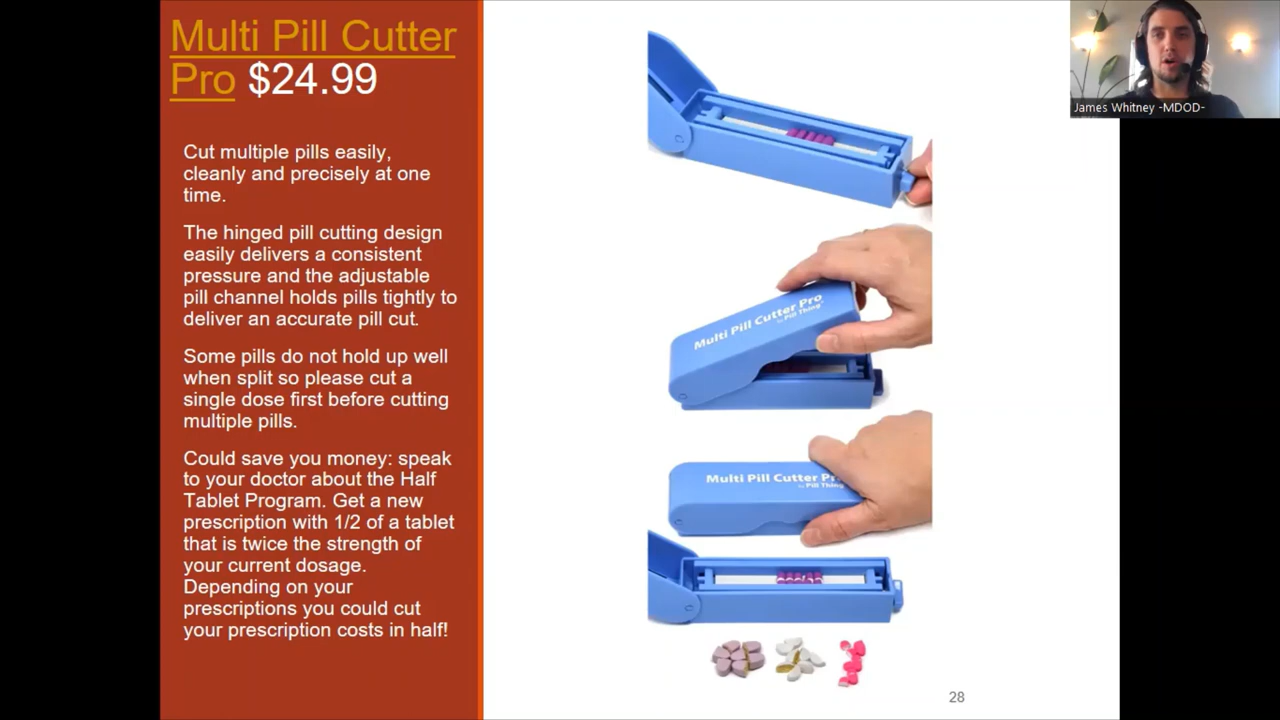 Multi Pill Cutter
Pro $24.99
Cut multiple pills easily,
cleanly and precisely at one
time.
The hinged pill cutting design
easily delivers a consistent
pressure and the adjustable
pill channel holds pills tightly to
deliver an accurate pill cut.
Some pills do not hold up well
when split so please cut a
single dose first before cutting
multiple pills.
Could save you money: speak
to your doctor about the Half
Tablet Program. Get a new
prescription with 1/2 of a tablet
that is twice the strength of
your current dosage.
Depending on your
prescriptions you could cut
your prescription costs in half!
Multi Pill Cutter Pro
by Pill Thing
Multi Pill Cutter
Pill Thing
28
James Whitney -MDOD-